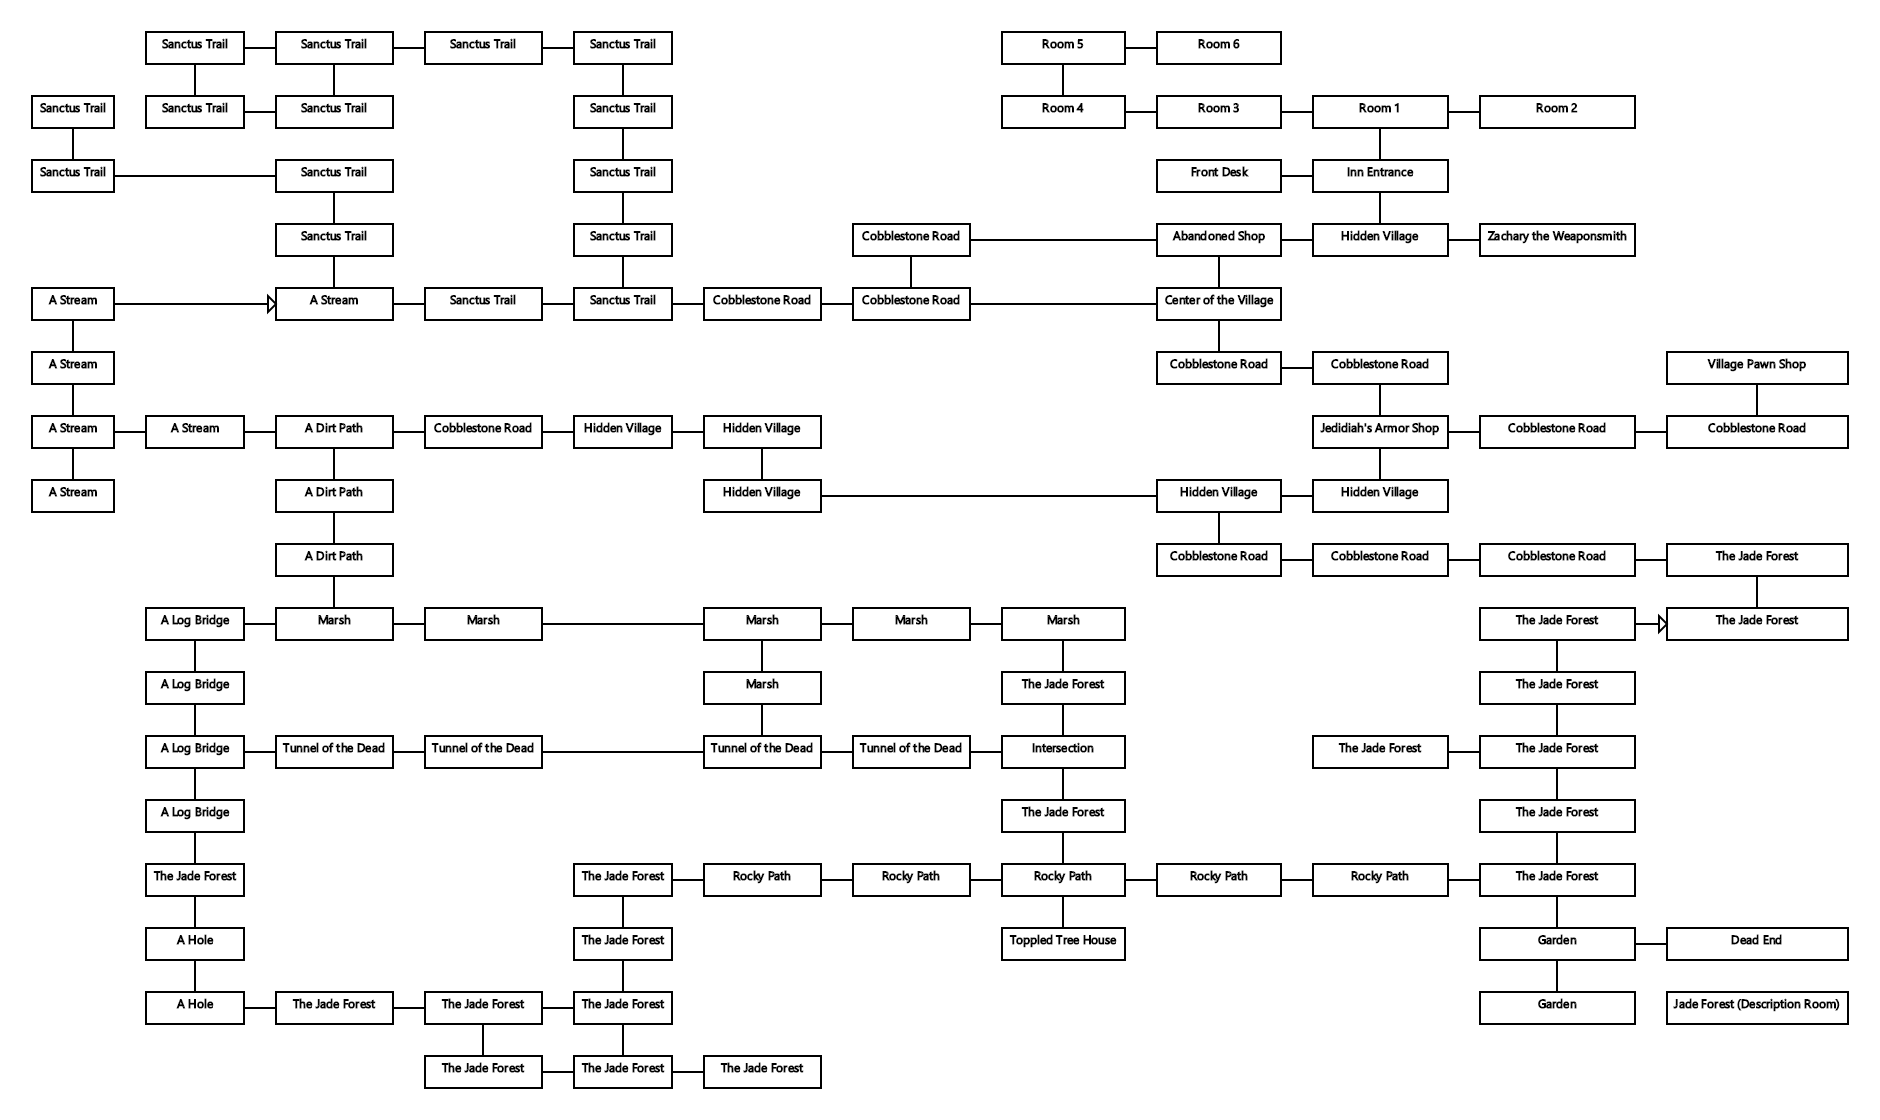 Sanctus Trail
Sanctus Trail
Sanctus Trail
Sanctus Trail
Room 5
Room 6
Sanctus Trail
Sanctus Trail
Sanctus Trail
Sanctus Trail
Room 4
Room 3
Room 1
Room 2
Sanctus Trail
Sanctus Trail
Sanctus Trail
Front Desk
Inn Entrance
Sanctus Trail
Sanctus Trail
Cobblestone Road
Abandoned Shop
Hidden Village
Zachary the Weaponsmith
A Stream
A Stream
Sanctus Trail
Sanctus Trail
Cobblestone Road
Cobblestone Road
Center of the Village
A Stream
Cobblestone Road
Cobblestone Road
Village Pawn Shop
A Stream
A Stream
A Dirt Path
Cobblestone Road
Hidden Village
Hidden Village
Jedidiah's Armor Shop
Cobblestone Road
Cobblestone Road
A Stream
A Dirt Path
Hidden Village
Hidden Village
Hidden Village
A Dirt Path
Cobblestone Road
Cobblestone Road
Cobblestone Road
The Jade Forest
A Log Bridge
Marsh
Marsh
Marsh
Marsh
Marsh
The Jade Forest
The Jade Forest
A Log Bridge
Marsh
The Jade Forest
The Jade Forest
A Log Bridge
Tunnel of the Dead
Tunnel of the Dead
Tunnel of the Dead
Tunnel of the Dead
Intersection
The Jade Forest
The Jade Forest
A Log Bridge
The Jade Forest
The Jade Forest
The Jade Forest
The Jade Forest
Rocky Path
Rocky Path
Rocky Path
Rocky Path
Rocky Path
The Jade Forest
A Hole
The Jade Forest
Toppled Tree House
Garden
Dead End
A Hole
The Jade Forest
The Jade Forest
The Jade Forest
Garden
Jade Forest (Description Room)
The Jade Forest
The Jade Forest
The Jade Forest